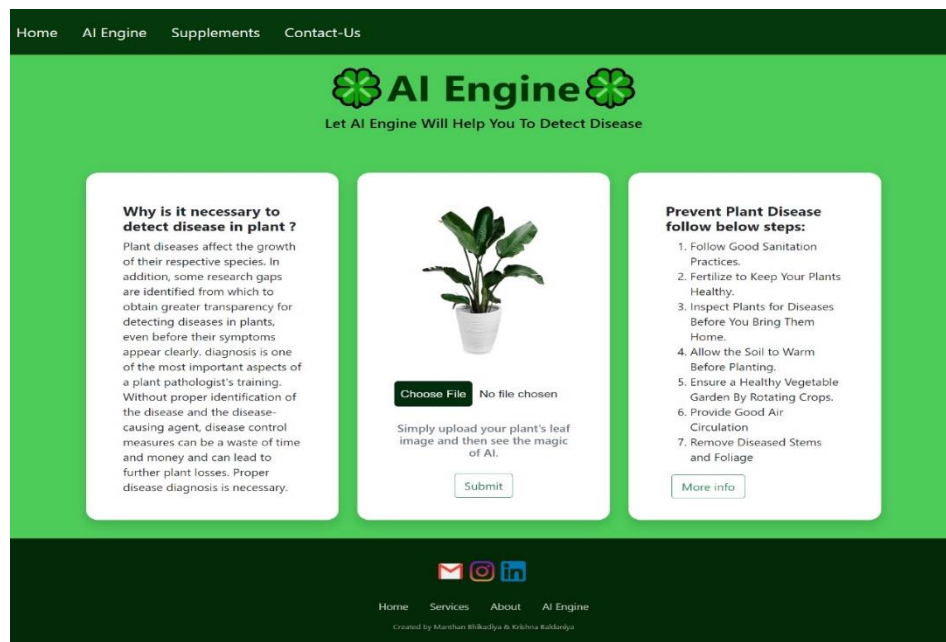 Home AI Engine Supplements Contact-Us
AI Engine
Let AI Engine Will Help You To Detect Disease
Why is it necessary to
detect disease in plant ?
Plant diseases affect the growth
of their respective species. In
addition, some research gaps
are identified from which to
obtain greater transparency for
detecting diseases in plants,
even before their symptoms
appear clearly. diagnosis is one
of the most important aspects of
a plant pathologist's training.
Without proper identification of
the disease and the disease-
causing agent, disease control
measures can be a waste of time
and money and can lead to
further plant losses. Proper
disease diagnosis is necessary.
Choose File No file chosen
Simply upload your plant's leaf
image and then see the magic
of AI.
Submit
Prevent Plant Disease
follow below steps:
1. Follow Good Sanitation
Practices.
2. Fertilize to Keep Your Plants
Healthy.
3. Inspect Plants for Diseases
Before You Bring Them
Home.
4. Allow the Soil to Warm
Before Planting.
5. Ensure a Healthy Vegetable
Garden By Rotating Crops.
6. Provide Good Air
Circulation
7. Remove Diseased Stems
and Foliage
More info
in
Home Services About AI Engine
Created by Manthan Bhikadiya & Krishna Baldaniya